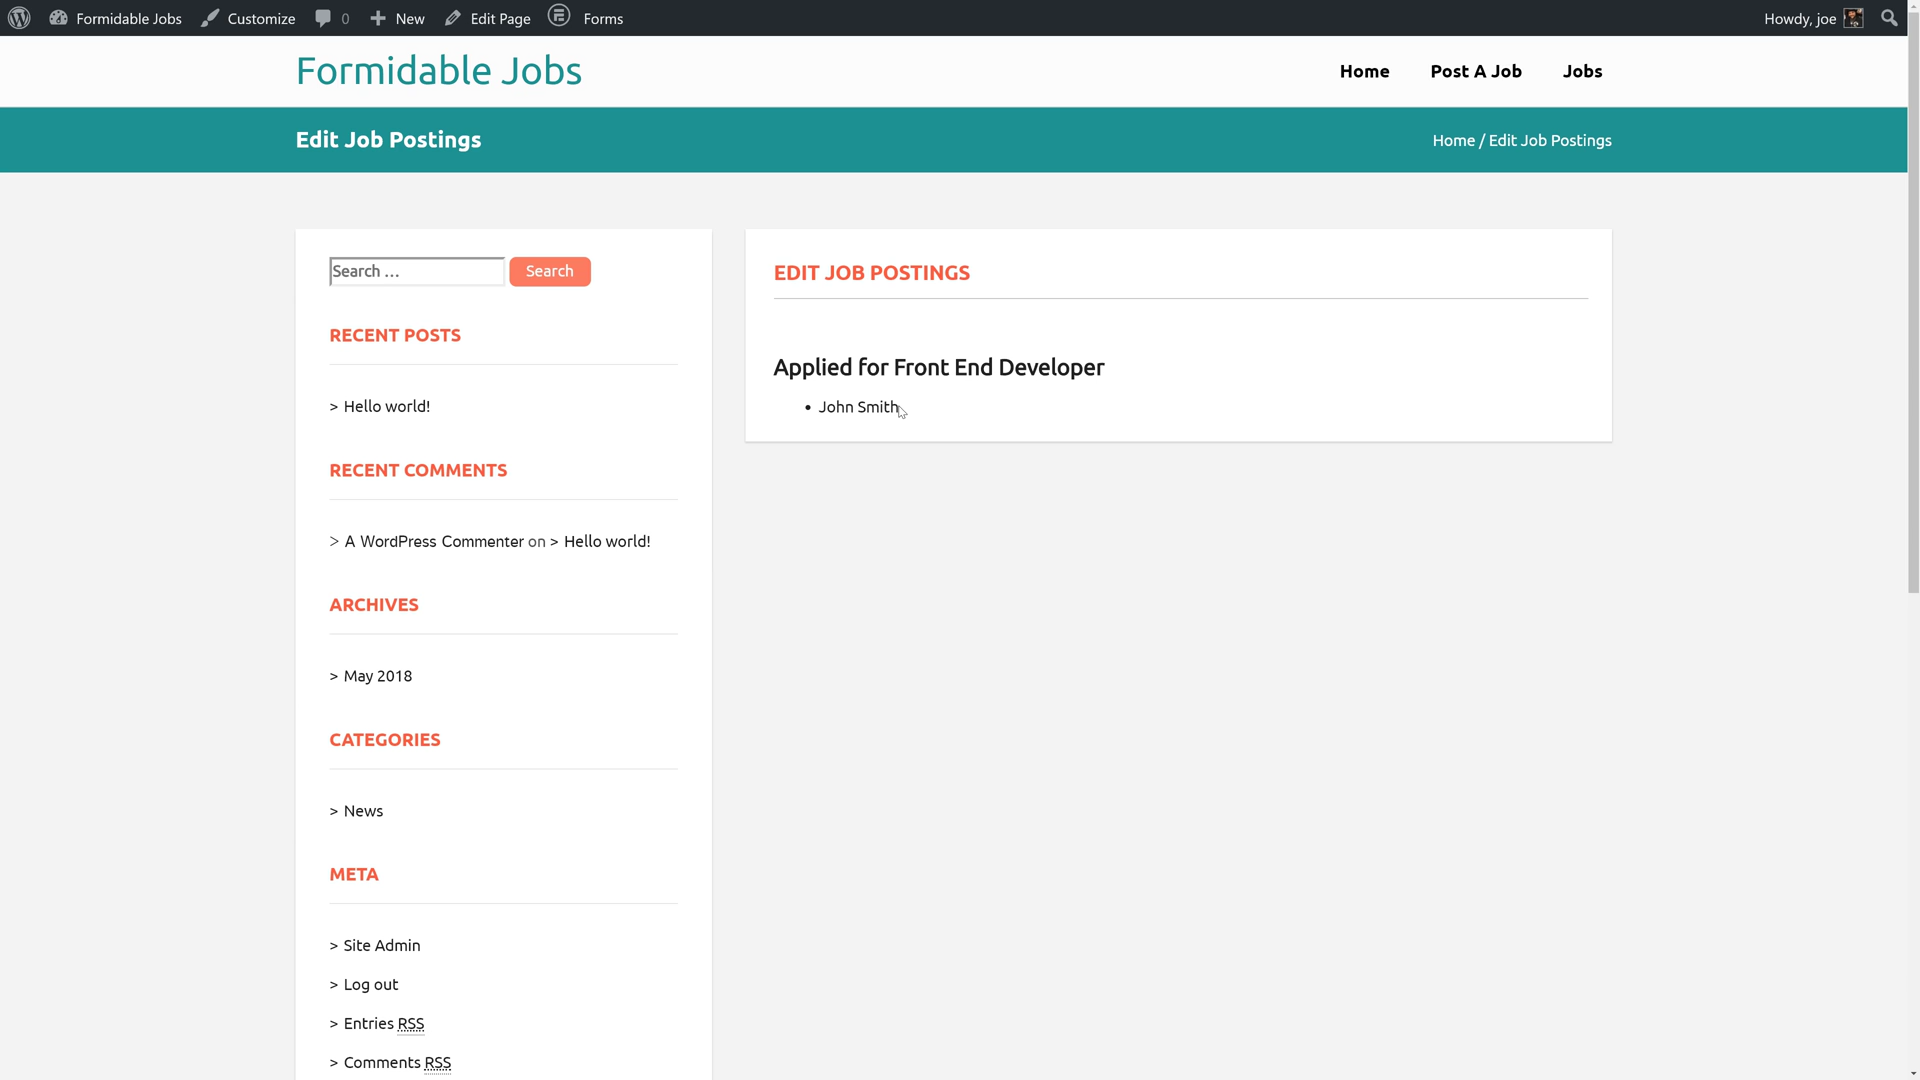 Formidable Jobs Customize 0 New Edit Page Forms Howdy, joe
Formidable Jobs Home Post A Job Jobs
Edit Job Postings Home / Edit Job Postings
Search ... Search
RECENT POSTS
> Hello world!
RECENT COMMENTS
> A WordPress Commenter on > Hello world!
ARCHIVES
> May 2018
CATEGORIES
> News
META
> Site Admin
> Log out
> Entries RSS
> Comments RSS
EDIT JOB POSTINGS
Applied for Front End Developer
• John Smith